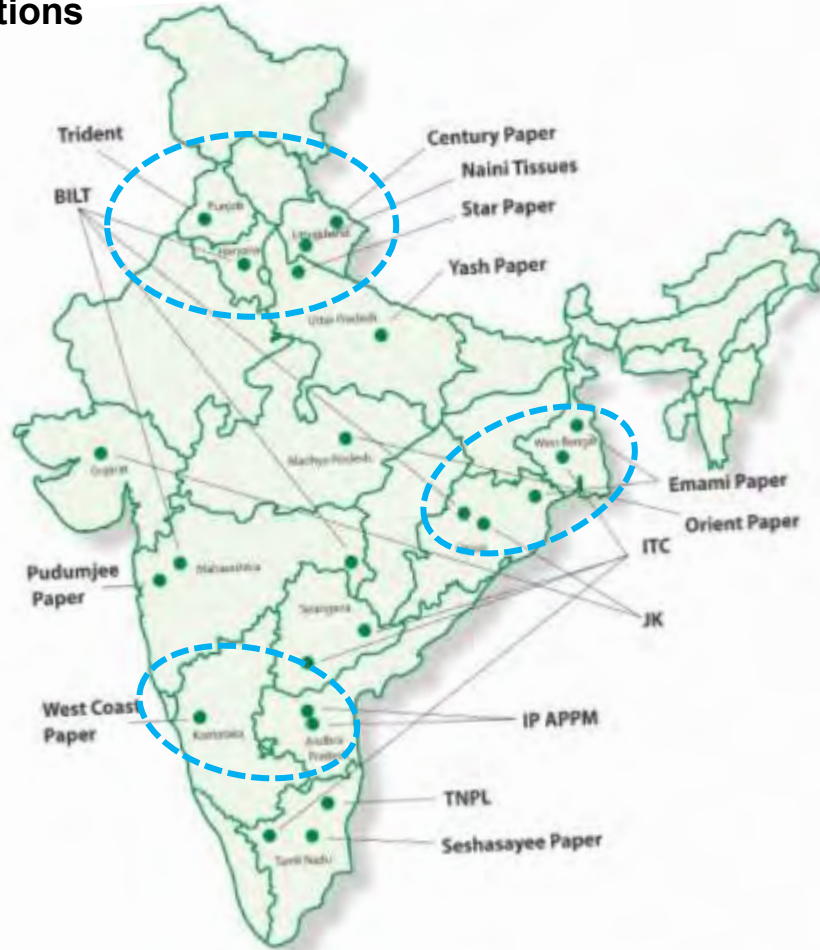 tions
Trident
Century Paper
Naini Tissues
BILT
Star Paper
Punjab
Uttrakhand
Haryana
Yash Paper
Uttar Pradesh
West Bengal
Madhya Pradesh
Gujarat
Emami Paper
Orient Paper
ITC
Pudumjee
Paper
Maharashtra
Telangana
JK
West Coast
Paper
Karnataka
IP APPM
Andhra
Pradesh
TNPL
Seshasayee Paper
Tamil Nadu